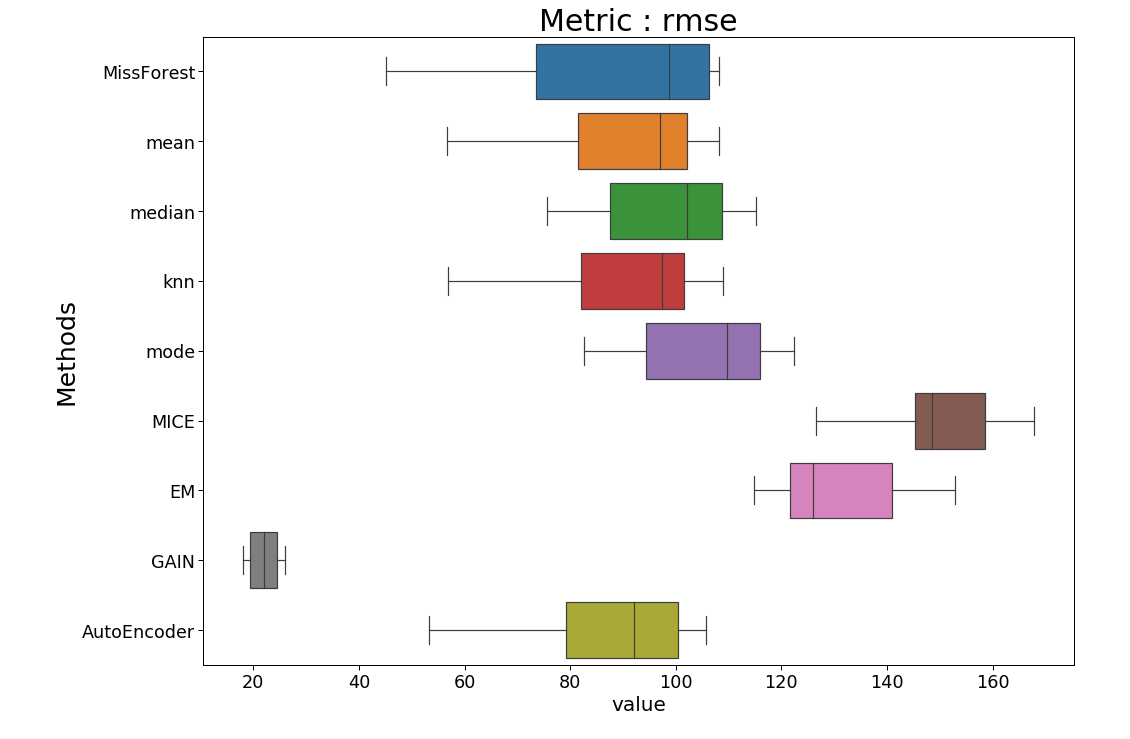 Metric : rmse
Methods
MissForest
mean
median
knn
mode
MICE
EM
GAIN
AutoEncoder
20 40 60 80 100 120 140 160
value